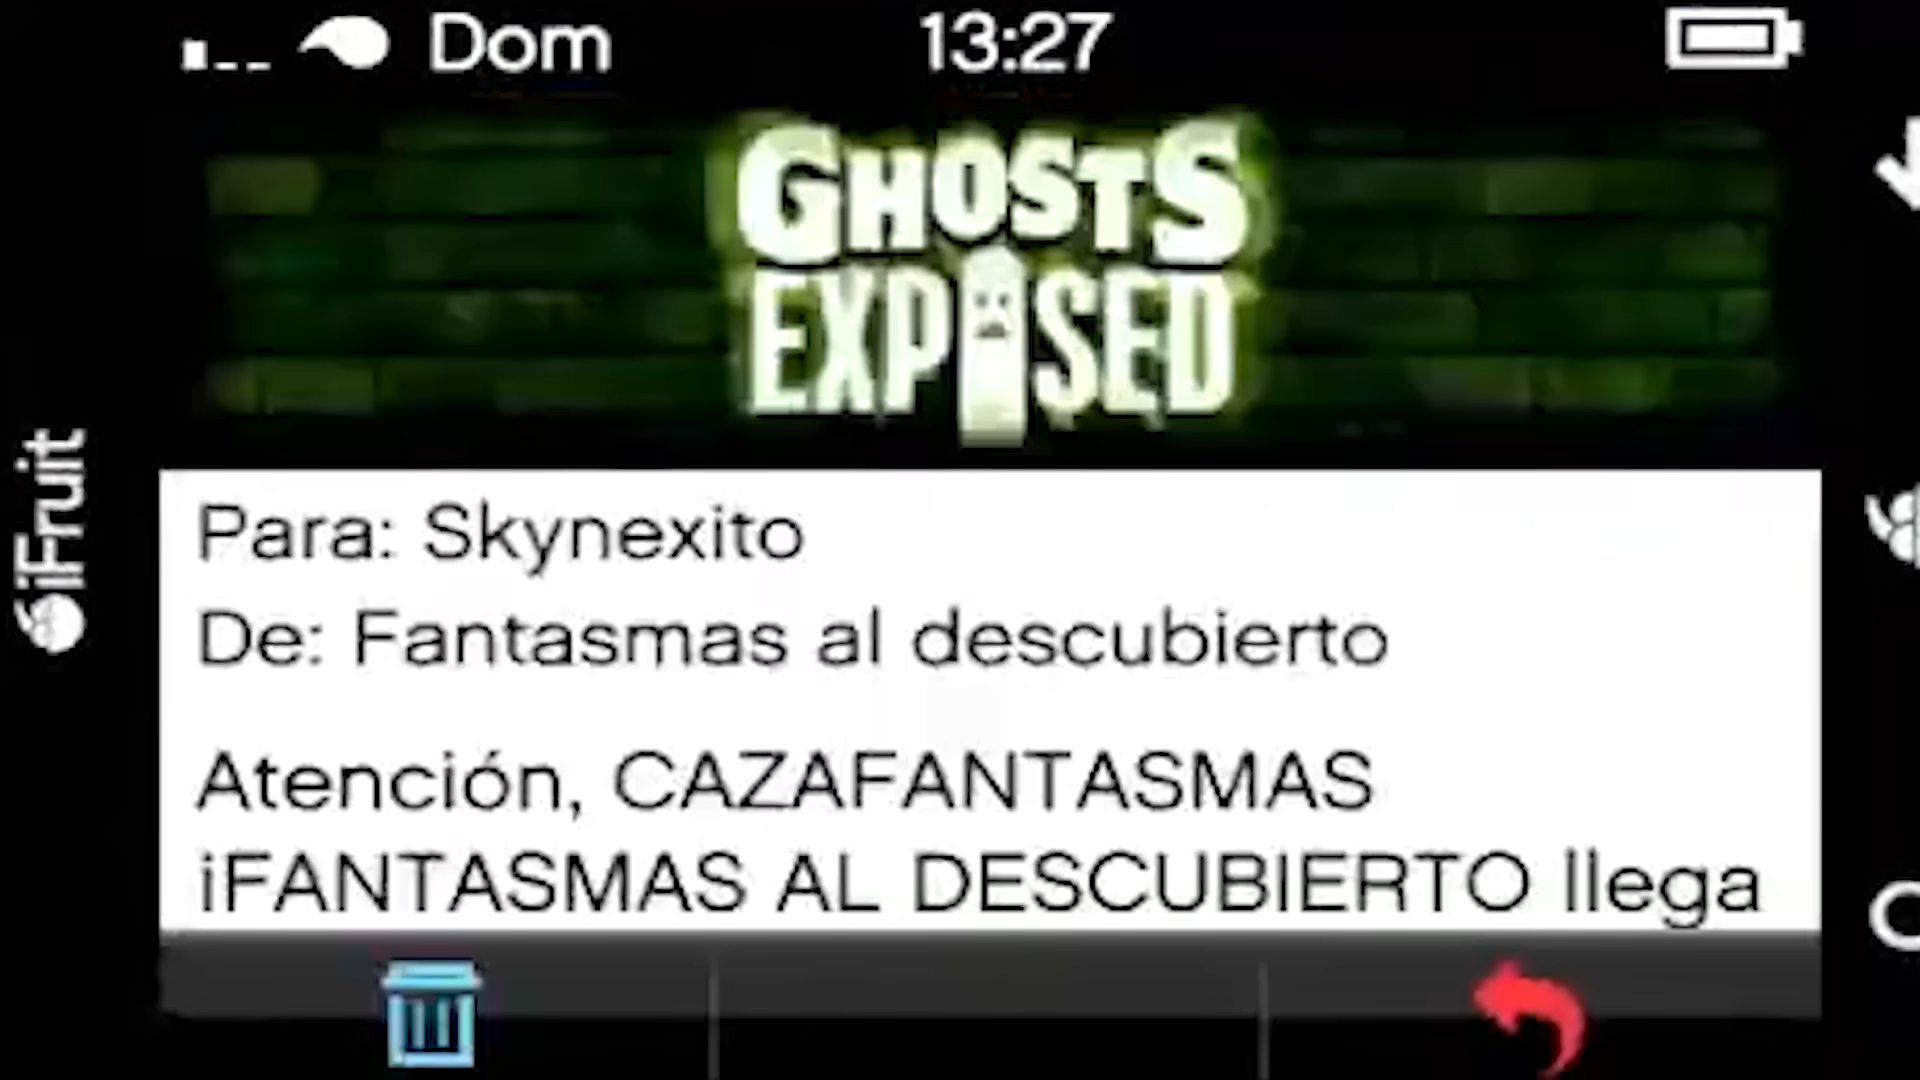 Dom
13:27
GHOSTS
EXPOSED
iFruit
Para: Skynexito
De: Fantasmas al descubierto
Atención, CAZAFANTASMAS
¡FANTASMAS AL DESCUBIERTO llega